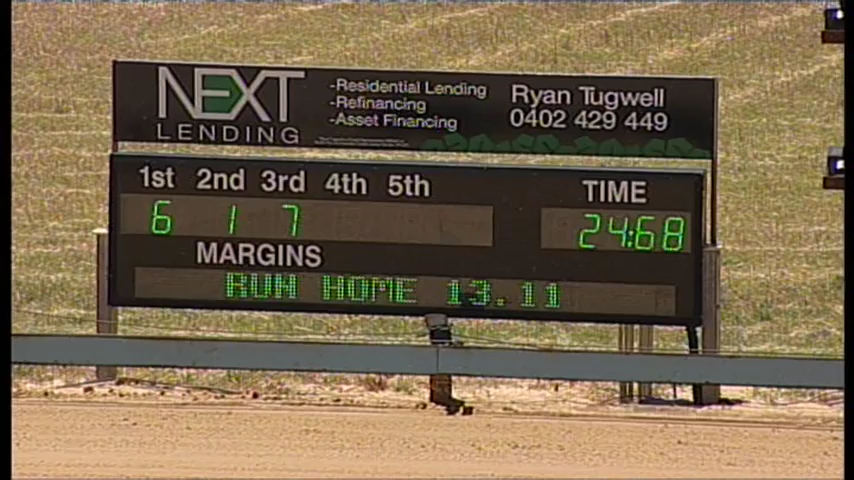 NEXT
LENDING
-Residential Lending
-Refinancing
-Asset Financing
Ryan Tugwell
0402 429 449
1st 2nd 3rd 4th 5th TIME
6 1 7 24:68
MARGINS
RUN HOME 13.11